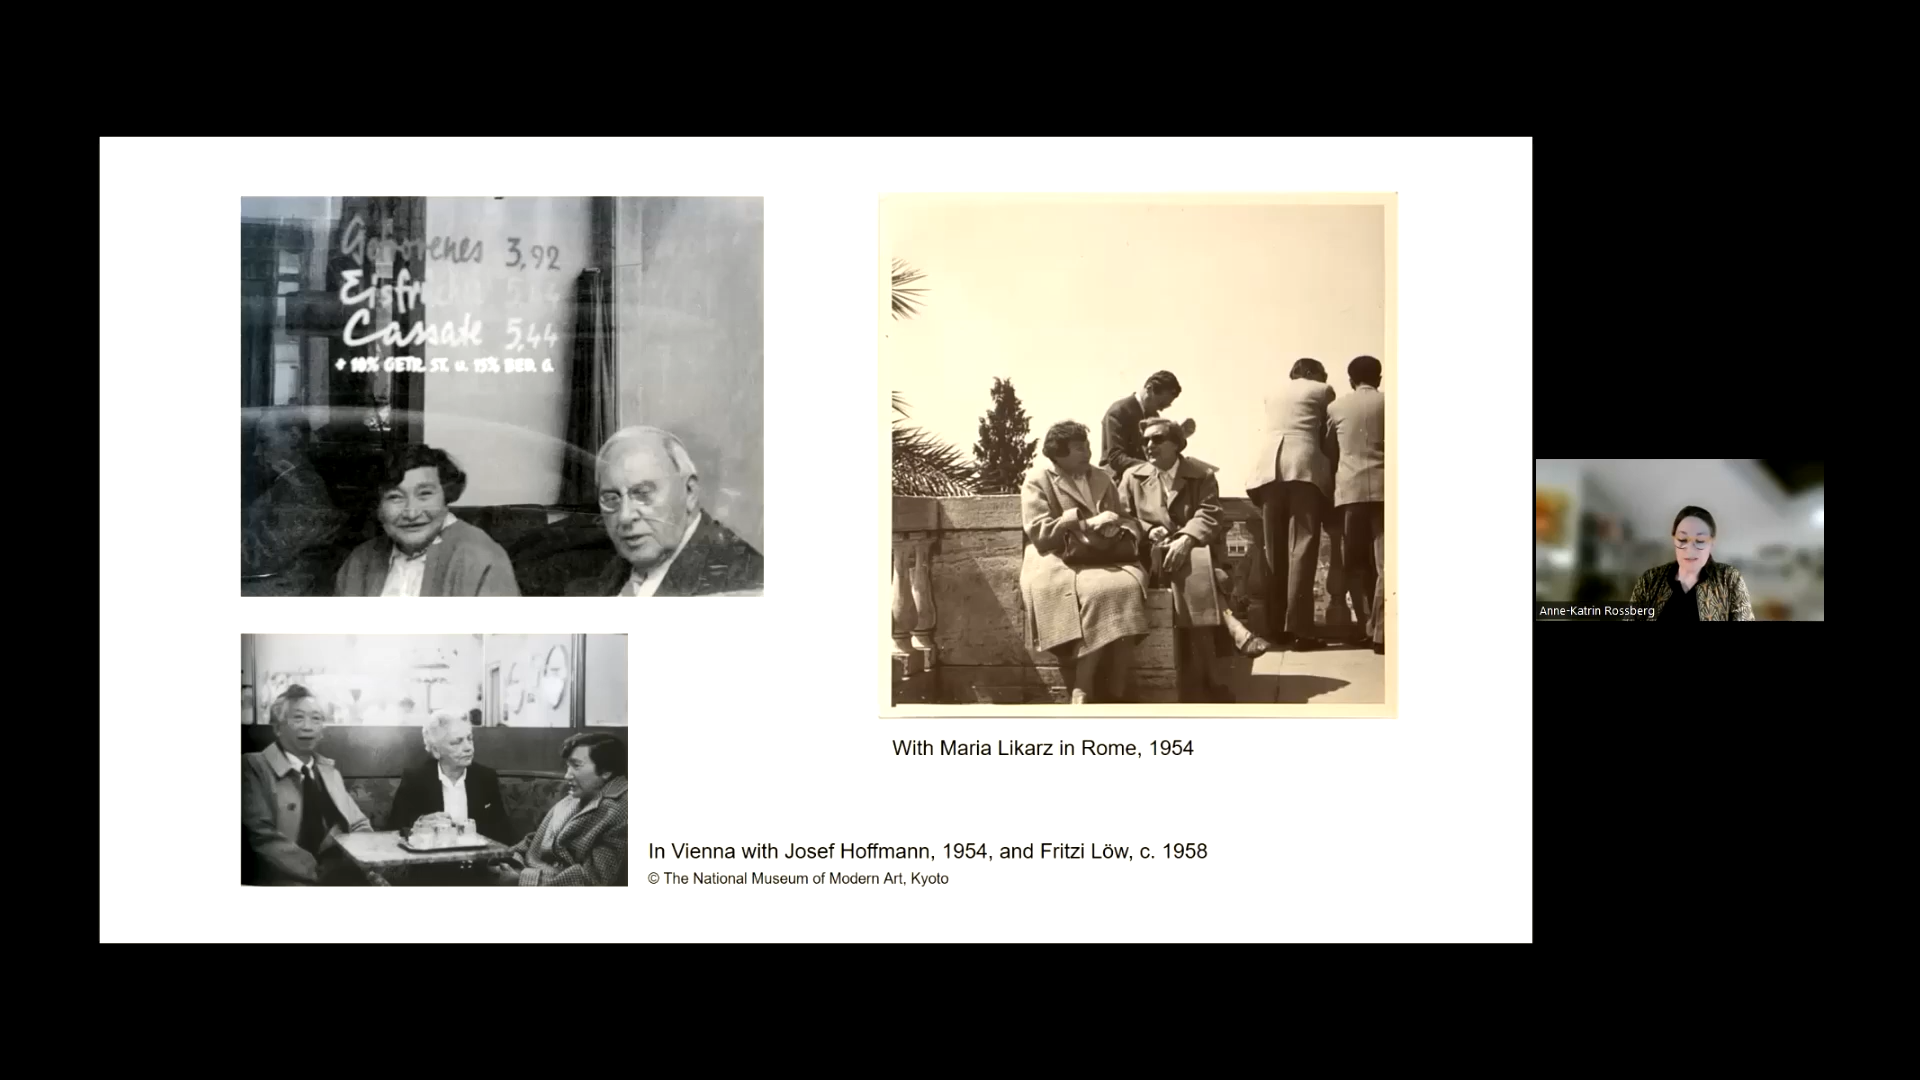 Gefrorenes 3,92
Eisfrüchte 5,44
Cassate 5,44
+ 10% GETR. ST. u. 15% BED. G.
With Maria Likarz in Rome, 1954
In Vienna with Josef Hoffmann, 1954, and Fritzi Löw, c. 1958
© The National Museum of Modern Art, Kyoto
Anne-Katrin Rossberg